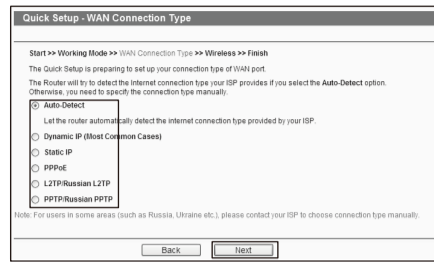 Quick Setup - WAN Connection Type
Start >> Working Mode >> WAN Connection Type >> Wireless >> Finish
The Quick Setup is preparing to set up your connection type of WAN port.
The Router will try to detect the Internet connection type your ISP provides if you select the Auto-Detect option.
Otherwise, you need to specify the connection type manually.
Auto-Detect
Let the router automatically detect the internet connection type provided by your ISP.
Dynamic IP (Most Common Cases)
Static IP
PPPoE
L2TP/Russian L2TP
PPTP/Russian PPTP
Note: For users in some areas (such as Russia, Ukraine etc.), please contact your ISP to choose connection type manually.
Back Next